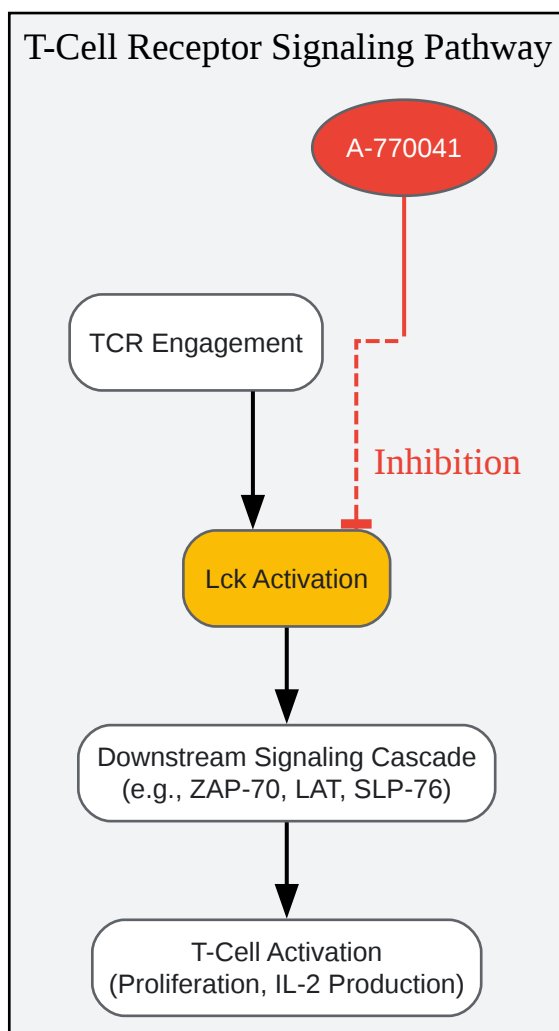 T-Cell Receptor Signaling Pathway
A-770041
TCR Engagement
Inhibition
Lck Activation
Downstream Signaling Cascade
(e.g., ZAP-70, LAT, SLP-76)
T-Cell Activation
(Proliferation, IL-2 Production)